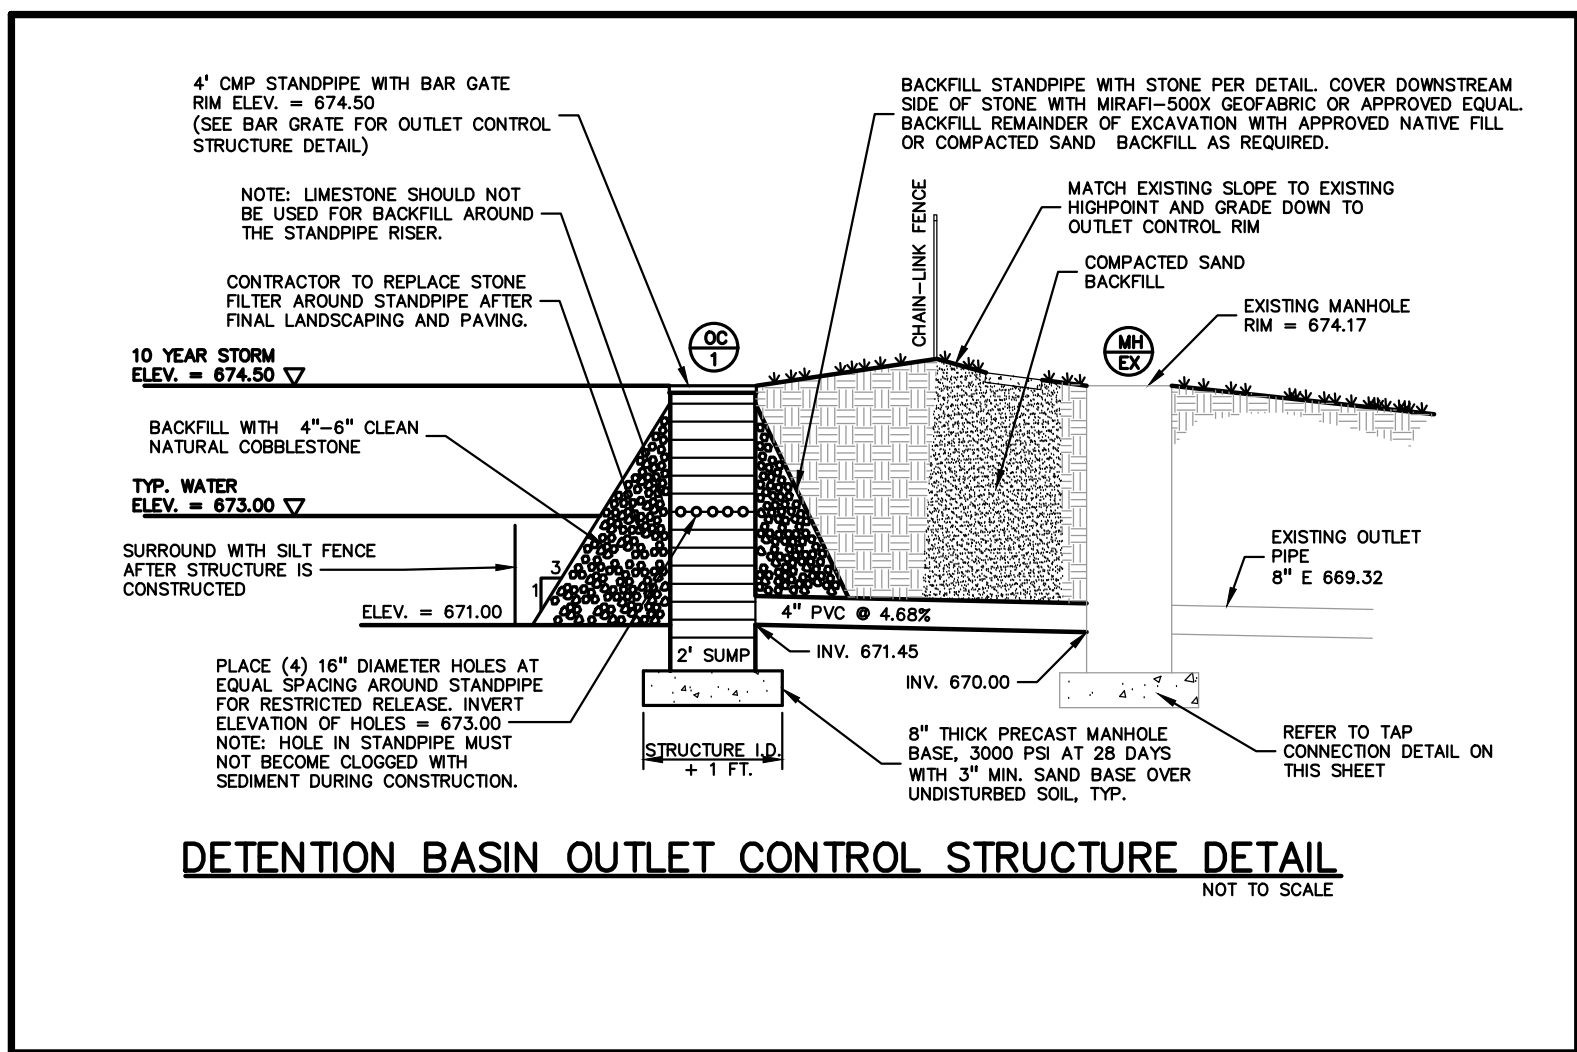 4' CMP STANDPIPE WITH BAR GATE
RIM ELEV. = 674.50
(SEE BAR GRATE FOR OUTLET CONTROL
STRUCTURE DETAIL)
BACKFILL STANDPIPE WITH STONE PER DETAIL. COVER DOWNSTREAM
SIDE OF STONE WITH MIRAFI-500X GEOFABRIC OR APPROVED EQUAL.
BACKFILL REMAINDER OF EXCAVATION WITH APPROVED NATIVE FILL
OR COMPACTED SAND BACKFILL AS REQUIRED.
NOTE: LIMESTONE SHOULD NOT
BE USED FOR BACKFILL AROUND
THE STANDPIPE RISER.
CHAIN-LINK FENCE
MATCH EXISTING SLOPE TO EXISTING
HIGHPOINT AND GRADE DOWN TO
OUTLET CONTROL RIM
CONTRACTOR TO REPLACE STONE
FILTER AROUND STANDPIPE AFTER
FINAL LANDSCAPING AND PAVING.
COMPACTED SAND
BACKFILL
EXISTING MANHOLE
RIM = 674.17
OC
1
MH
EX
10 YEAR STORM
ELEV. = 674.50
BACKFILL WITH 4"-6" CLEAN
NATURAL COBBLESTONE
TYP. WATER
ELEV. = 673.00
SURROUND WITH SILT FENCE
AFTER STRUCTURE IS
CONSTRUCTED
3
1
ELEV. = 671.00
EXISTING OUTLET
PIPE
8" E 669.32
4" PVC @ 4.68%
2' SUMP
INV. 671.45
INV. 670.00
PLACE (4) 16" DIAMETER HOLES AT
EQUAL SPACING AROUND STANDPIPE
FOR RESTRICTED RELEASE. INVERT
ELEVATION OF HOLES = 673.00
NOTE: HOLE IN STANDPIPE MUST
NOT BECOME CLOGGED WITH
SEDIMENT DURING CONSTRUCTION.
STRUCTURE I.D.
+ 1 FT.
8" THICK PRECAST MANHOLE
BASE, 3000 PSI AT 28 DAYS
WITH 3" MIN. SAND BASE OVER
UNDISTURBED SOIL, TYP.
REFER TO TAP
CONNECTION DETAIL ON
THIS SHEET
DETENTION BASIN OUTLET CONTROL STRUCTURE DETAIL
NOT TO SCALE